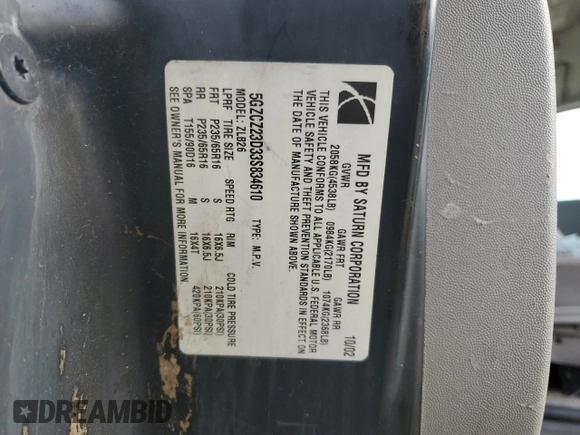 MFD BY SATURN CORPORATION 10/02
GVWR GAWR FRT GAWR RR
2058KG(4538LB) 0984KG(2170LB) 1074KG(2368LB)
THIS VEHICLE CONFORMS TO ALL APPLICABLE U.S. FEDERAL MOTOR
VEHICLE SAFETY AND THEFT PREVENTION STANDARDS IN EFFECT ON
THE DATE OF MANUFACTURE SHOWN ABOVE.
5GZCZ23D33S834610 TYPE: M.P.V.
MODEL: ZLB26
LPRF TIRE SIZE SPEED RTG RIM COLD TIRE PRESSURE
FRT P235/65R16 S 16X6.5J 210KPA(30PSI)
RR P235/65R16 S 16X6.5J 210KPA(30PSI)
SPA T155/90D16 M 16X4T 420KPA(60PSI)
SEE OWNER'S MANUAL FOR ADDITIONAL INFORMATION
DREAMBID